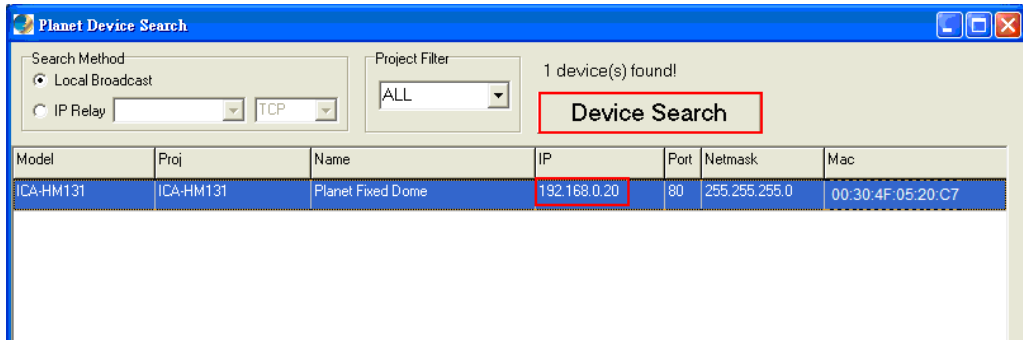 Planet Device Search
Search Method
Local Broadcast
IP Relay TCP
Project Filter
ALL
1 device(s) found!
Device Search
Model Proj Name IP Port Netmask Mac
ICA-HM131 ICA-HM131 Planet Fixed Dome 192.168.0.20 80 255.255.255.0 00:30:4F:05:20:C7